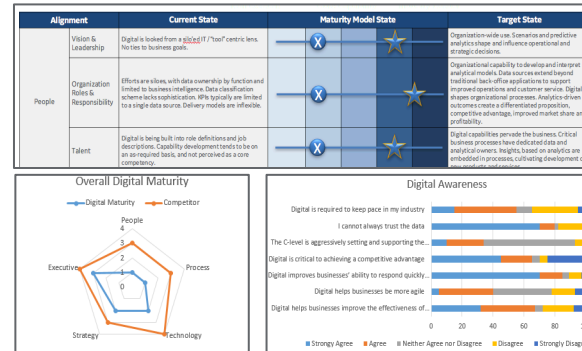 Alignment Current State Maturity Model State Target State
People
Vision &
Leadership
Digital is looked from a silo'ed IT / "tool" centric lens.
No ties to business goals.
X
Organization-wide use. Scenarios and predictive
analytics shape and influence operational and
strategic decisions.
Organization
Roles &
Responsibility
Efforts are siloes, with data ownership by function and
limited to business intelligence. Data classification
scheme lacks sophistication. KPIs typically are limited
to a single data source. Delivery models are inflexible.
X
Organizational capability to develop and interpret
analytical models. Data sources extend beyond
traditional back-office applications to support
improved operations and customer service. Digital
shapes organizational processes. Analytics-driven
outcomes create a differentiated proposition,
competitive advantage, improved market share an
profitability.
Talent
Digital is being built into role definitions and job
descriptions. Capability development tends to be on
an as-required basis, and not perceived as a core
competency.
X
Digital capabilities pervade the business. Critical
business processes have dedicated data and
analytical owners. Insights, based on analytics are
embedded in processes, cultivating development o
new products and services.
Overall Digital Maturity
Digital Maturity Competitor
People
4
3
2
1
0
Executive
Process
Strategy
Technology
Digital Awareness
Digital is required to keep pace in my industry
I cannot always trust the data
The C-level is aggressively setting and supporting the...
Digital is critical to achieving a competitive advantage
Digital improves businesses' ability to respond quickly...
Digital helps businesses be more agile
Digital helps businesses improve the effectiveness of...
0 20 40 60 80
Strongly Agree Agree Neither Agree nor Disagree Disagree Strongly Disag